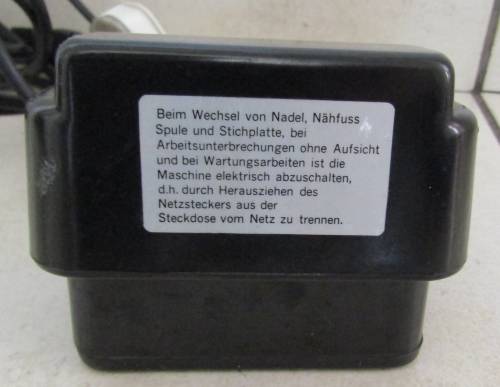 Beim Wechsel von Nadel, Nähfuss
Spule und Stichplatte, bei
Arbeitsunterbrechungen ohne Aufsicht
und bei Wartungsarbeiten ist die
Maschine elektrisch abzuschalten,
d.h. durch Herausziehen des
Netzsteckers aus der
Steckdose vom Netz zu trennen.